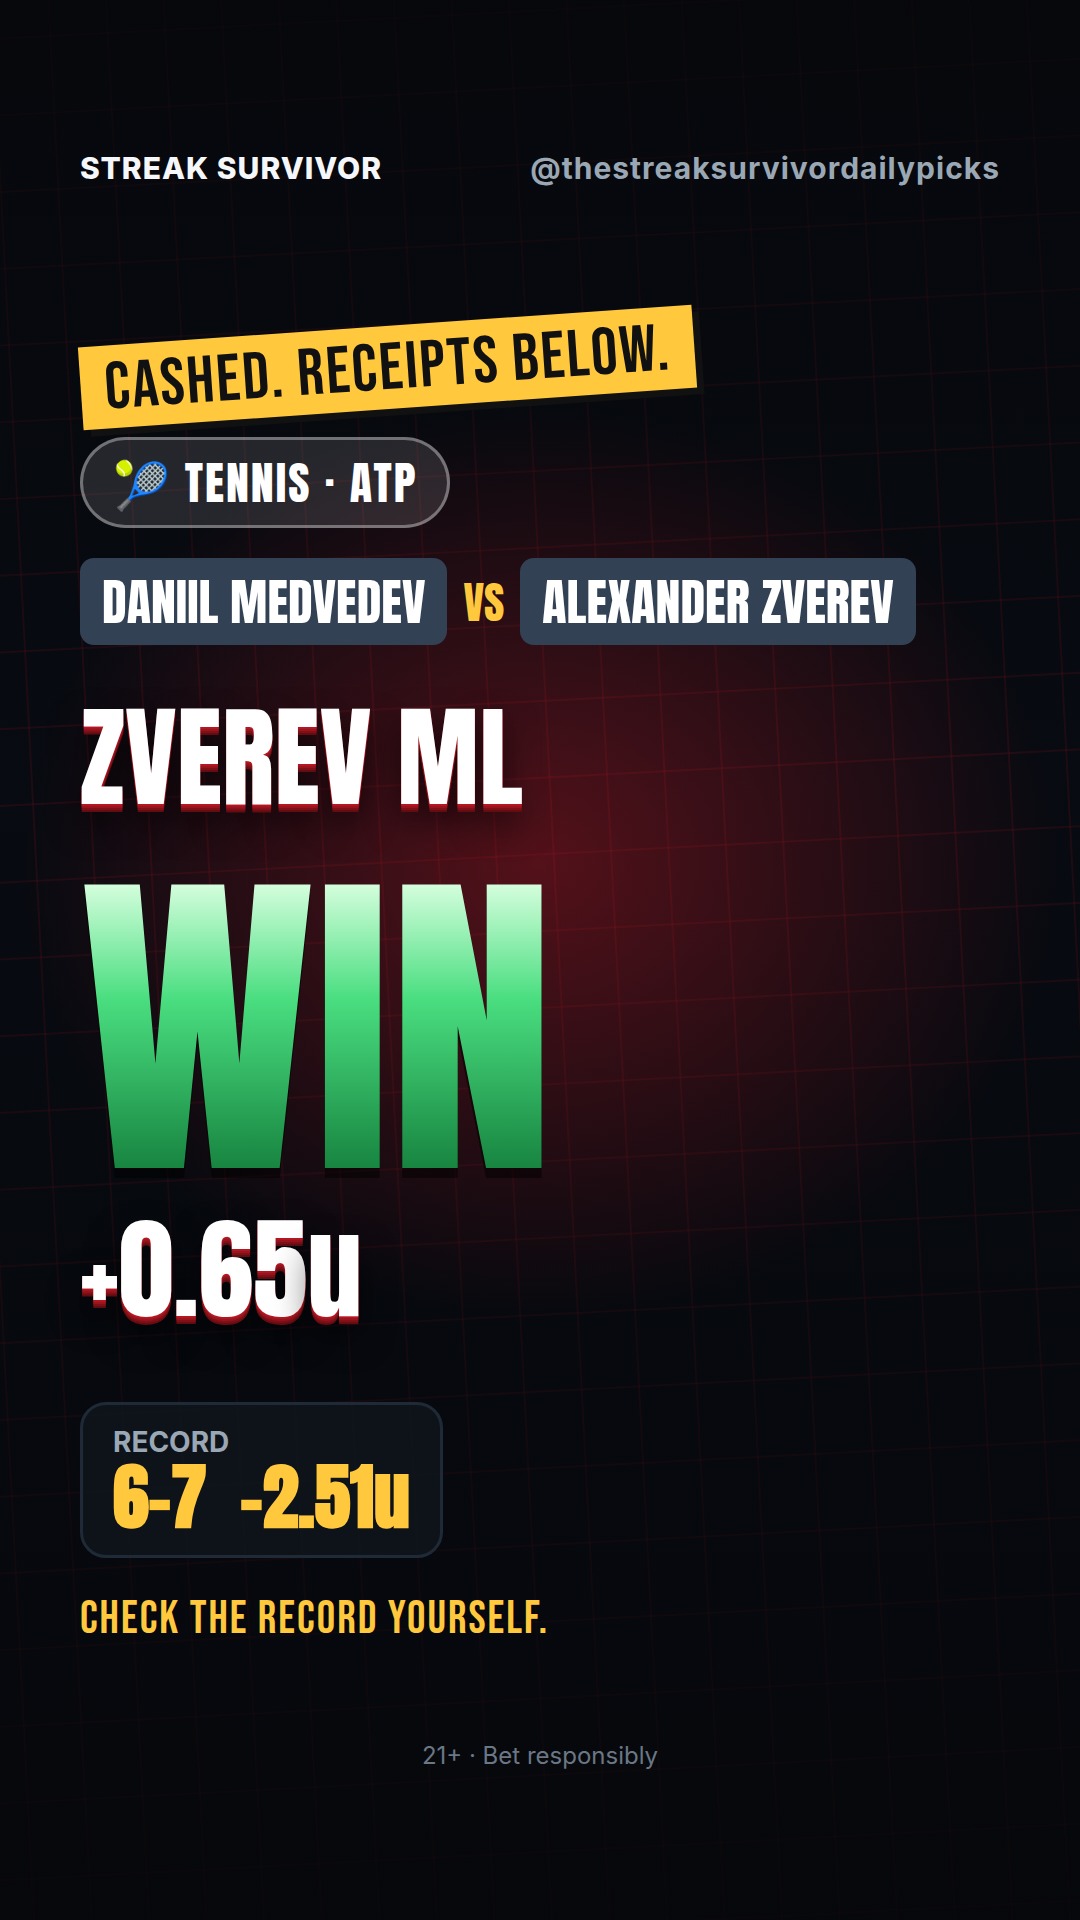 STREAK SURVIVOR @thestreaksurvivordailypicks
CASHED. RECEIPTS BELOW.
TENNIS · ATP
DANIIL MEDVEDEV VS ALEXANDER ZVEREV
ZVEREV ML
WIN
+0.65u
RECORD
6-7 -2.51u
CHECK THE RECORD YOURSELF.
21+ · Bet responsibly